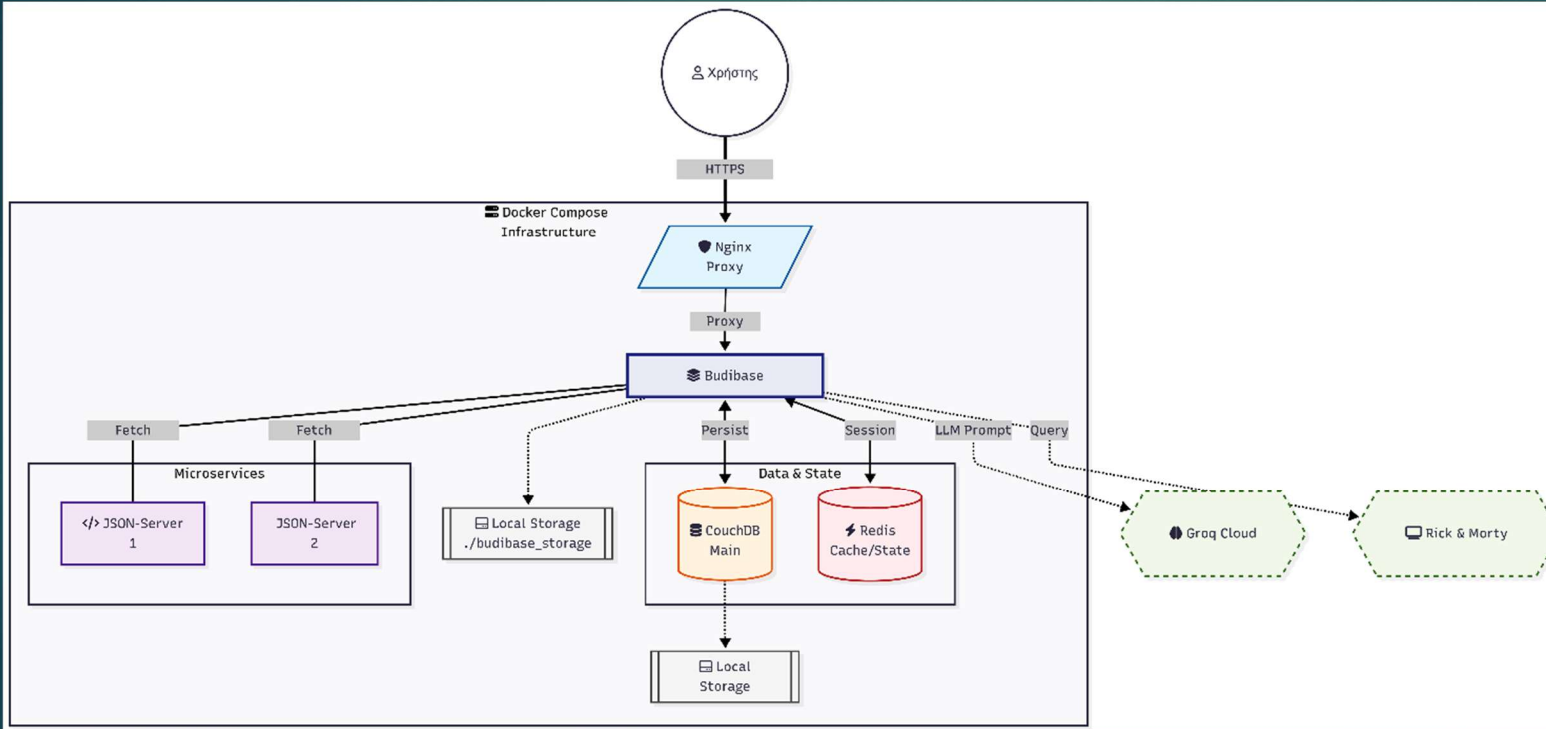 Χρήστης
HTTPS
Docker Compose
Infrastructure
Nginx
Proxy
Proxy
Budibase
Fetch
Fetch
Persist
Session
LLM Prompt
Query
Microservices
Data & State
</> JSON-Server
1
JSON-Server
2
Local Storage
./budibase_storage
CouchDB
Main
Redis
Cache/State
Groq Cloud
Rick & Morty
Local
Storage